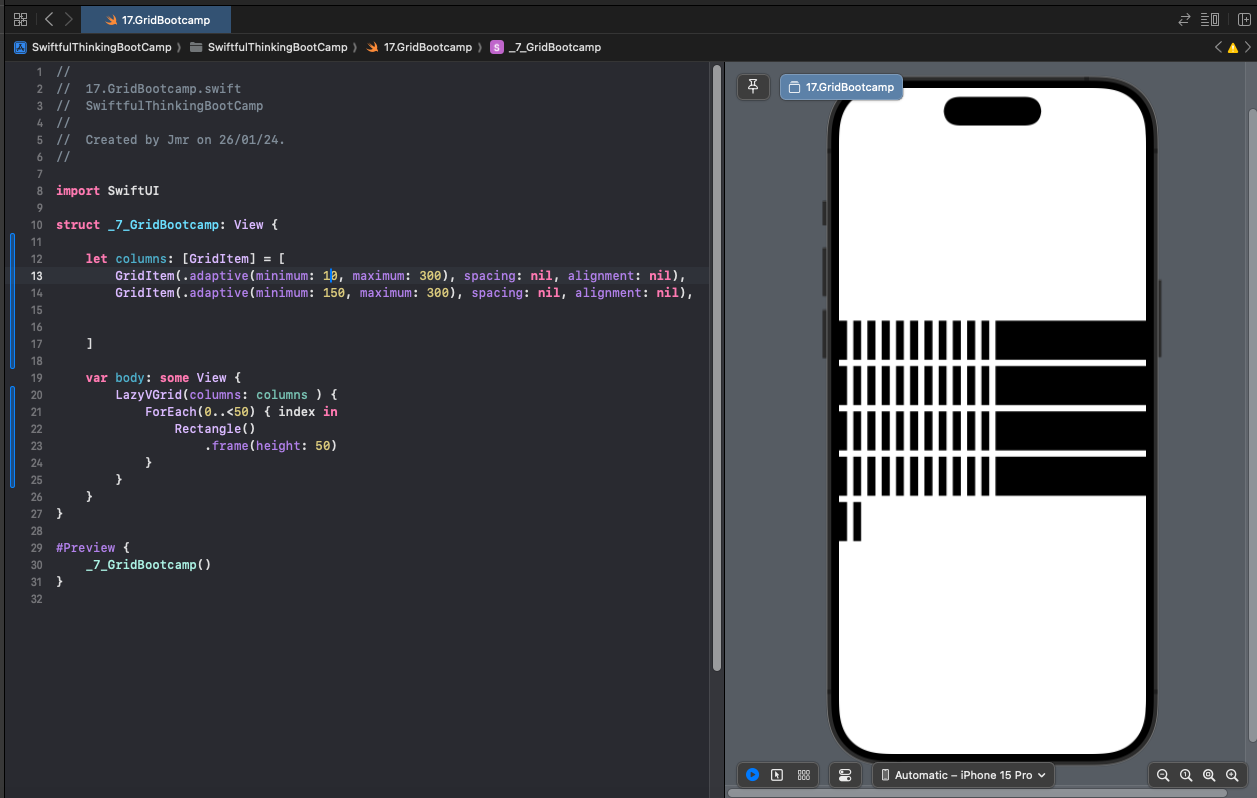 17.GridBootcamp
SwiftfulThinkingBootCamp 〉 SwiftfulThinkingBootCamp 〉 17.GridBootcamp 〉 S _7_GridBootcamp
1 //
2 //  17.GridBootcamp.swift
3 //  SwiftfulThinkingBootCamp
4 //
5 //  Created by Jmr on 26/01/24.
6 //
7
8 import SwiftUI
9
10 struct _7_GridBootcamp: View {
11
12     let columns: [GridItem] = [
13         GridItem(.adaptive(minimum: 10, maximum: 300), spacing: nil, alignment: nil),
14         GridItem(.adaptive(minimum: 150, maximum: 300), spacing: nil, alignment: nil),
15
16
17     ]
18
19     var body: some View {
20         LazyVGrid(columns: columns ) {
21             ForEach(0..<50) { index in
22                 Rectangle()
23                     .frame(height: 50)
24             }
25         }
26     }
27 }
28
29 #Preview {
30     _7_GridBootcamp()
31 }
32
17.GridBootcamp
Automatic – iPhone 15 Pro